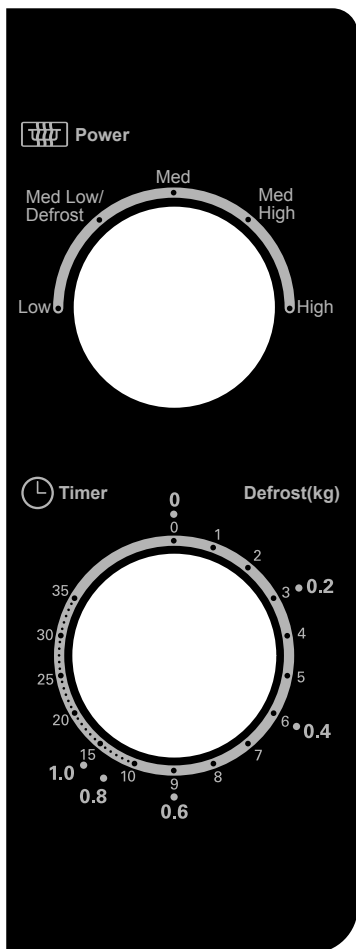 Power
Med
Med Low/
Defrost
Med
High
Low
High
Timer
Defrost(kg)
0
0
1
2
3
0.2
4
5
6
0.4
7
8
9
0.6
10
0.8
15
1.0
20
25
30
35